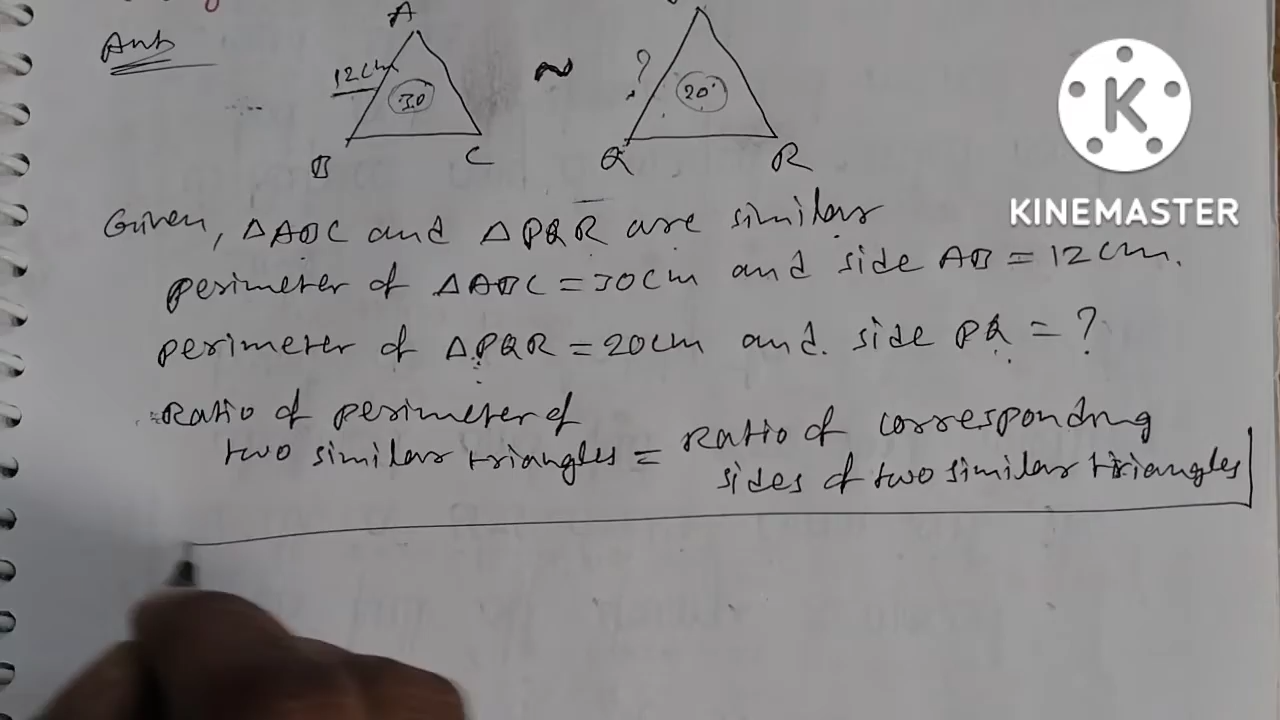 Ans
A
12cm
30
B
C
~
?
20
Q
R
K
KINEMASTER
Given, △ABC and △PQR are similar
perimeter of △ABC = 30cm and side AB = 12cm.
perimeter of △PQR = 20cm and side PQ = ?
Ratio of perimeter of
two similar triangles = Ratio of corresponding
sides of two similar triangles